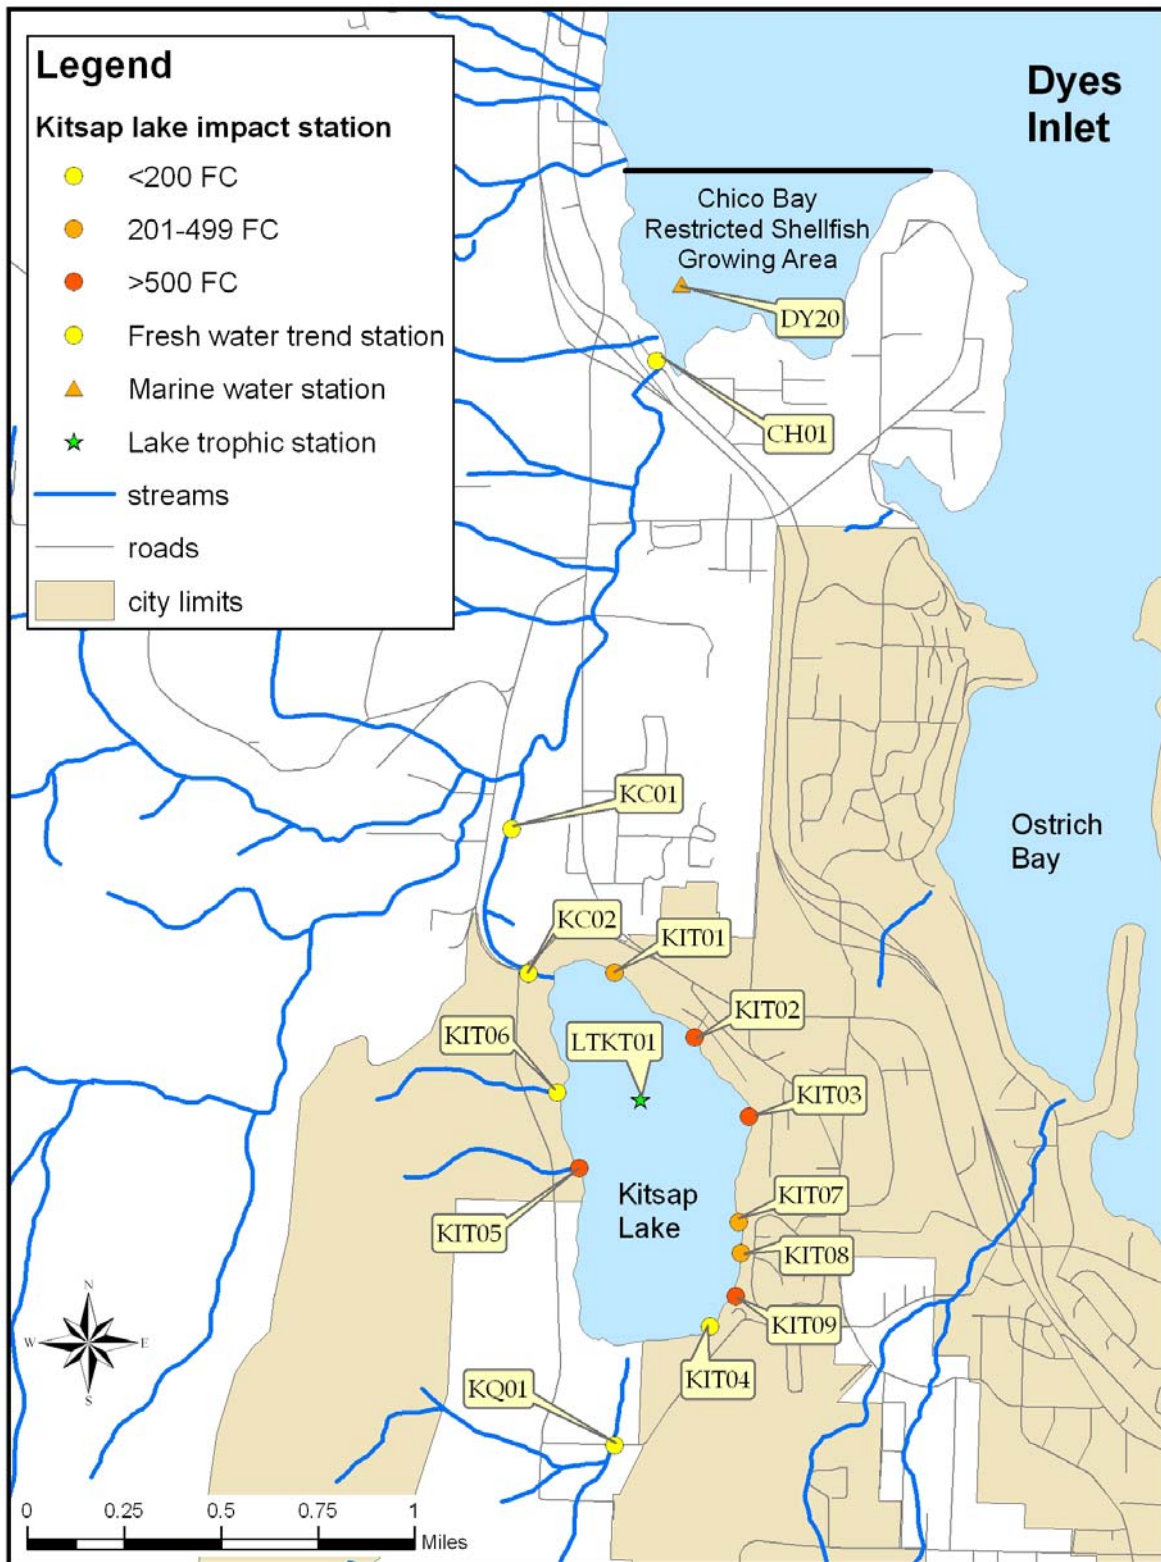 Legend
Kitsap lake impact station
<200 FC
201-499 FC
>500 FC
Fresh water trend station
Marine water station
Lake trophic station
streams
roads
city limits
Dyes
Inlet
Chico Bay
Restricted Shellfish
Growing Area
DY20
CH01
KC01
Ostrich
Bay
KC02
KIT01
KIT02
KIT06
LTKT01
KIT03
KIT07
Kitsap
Lake
KIT05
KIT08
KIT09
KIT04
KQ01
N
W
E
S
0
0.25
0.5
0.75
1
Miles